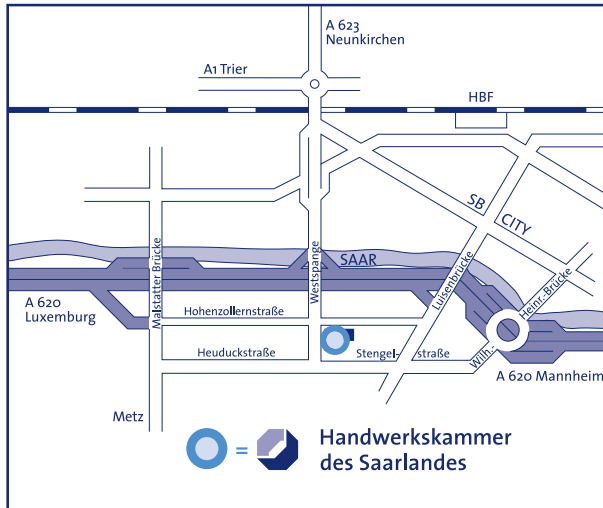 A 623
Neunkirchen
A1 Trier
HBF
SB
CITY
SAAR
Malstatter Brücke
Westspange
Luisenbrücke
Wilh.-
Heinr.-Brücke
A 620
Luxemburg
Hohenzollernstraße
Heuduckstraße
Stengel-
straße
A 620 Mannheim
Metz
=
Handwerkskammer
des Saarlandes